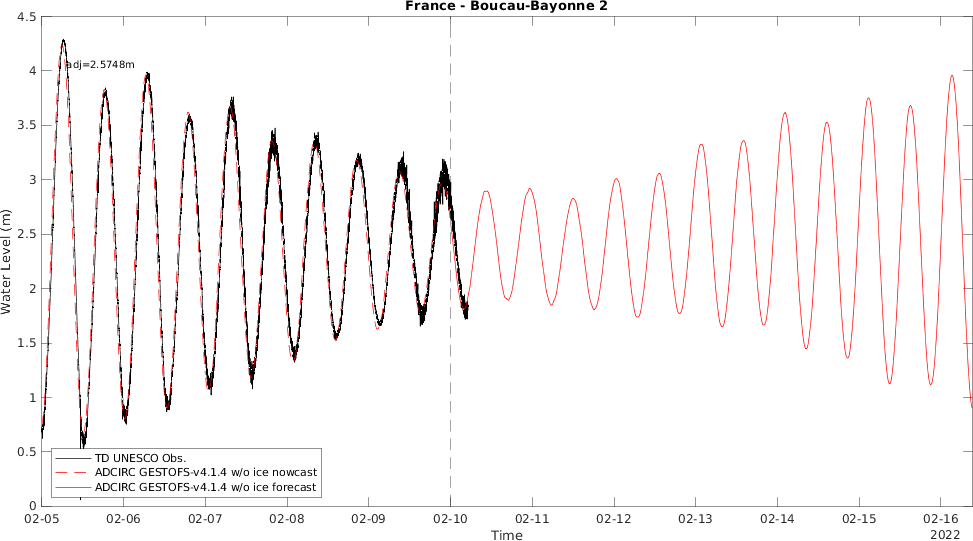 France - Boucau-Bayonne 2
4.5
4
3.5
3
2.5
2
1.5
1
0.5
0
Water Level (m)
adj=2.5748m
TD UNESCO Obs.
ADCIRC GESTOFS-v4.1.4 w/o ice nowcast
ADCIRC GESTOFS-v4.1.4 w/o ice forecast
02-05 02-06 02-07 02-08 02-09 02-10 02-11 02-12 02-13 02-14 02-15 02-16
Time
2022